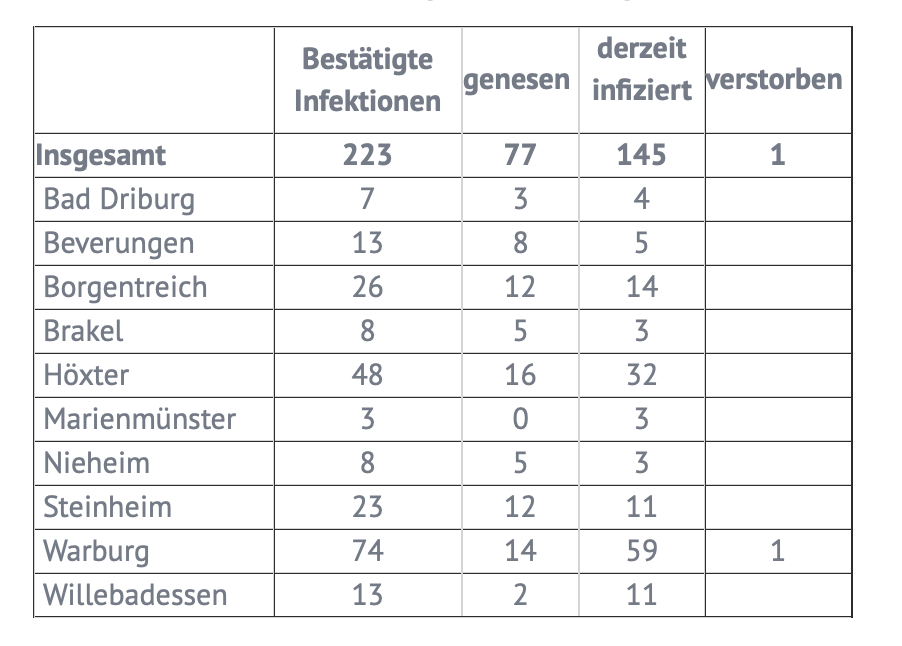 Bestätigte Infektionen genesen derzeit infiziert verstorben
Insgesamt 223 77 145 1
Bad Driburg 7 3 4
Beverungen 13 8 5
Borgentreich 26 12 14
Brakel 8 5 3
Höxter 48 16 32
Marienmünster 3 0 3
Nieheim 8 5 3
Steinheim 23 12 11
Warburg 74 14 59 1
Willebadessen 13 2 11